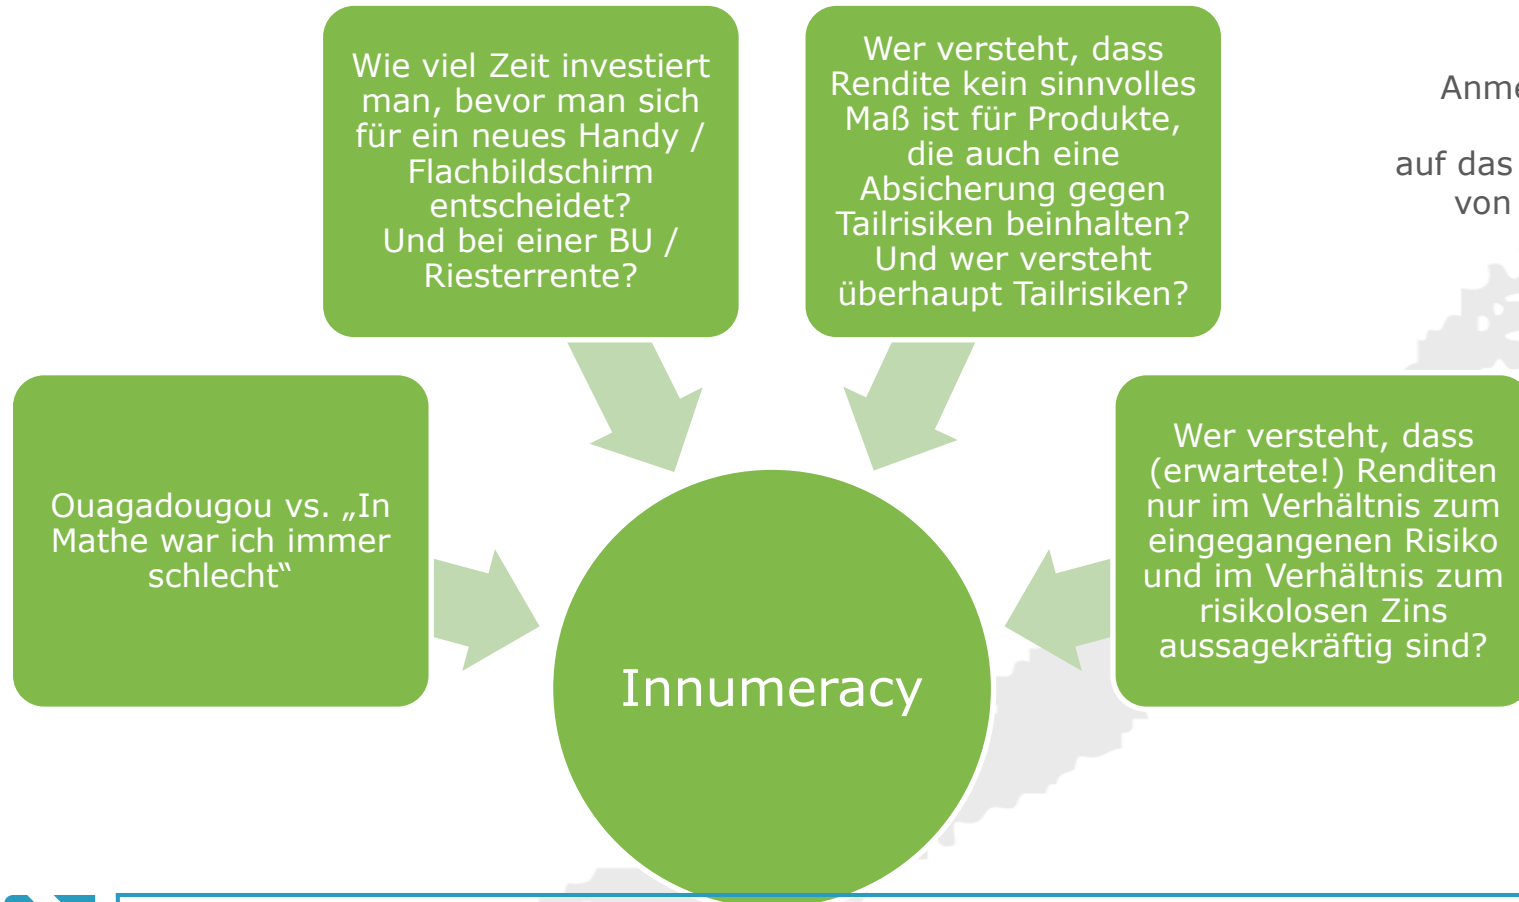 Wie viel Zeit investiert
man, bevor man sich
für ein neues Handy /
Flachbildschirm
entscheidet?
Und bei einer BU /
Riesterrente?
Wer versteht, dass
Rendite kein sinnvolles
Maß ist für Produkte,
die auch eine
Absicherung gegen
Tailrisiken beinhalten?
Und wer versteht
überhaupt Tailrisiken?
auf das
von
Ouagadougou vs. „In
Mathe war ich immer
schlecht“
Wer versteht, dass
(erwartete!) Renditen
nur im Verhältnis zum
eingegangenen Risiko
und im Verhältnis zum
risikolosen Zins
aussagekräftig sind?
Innumeracy